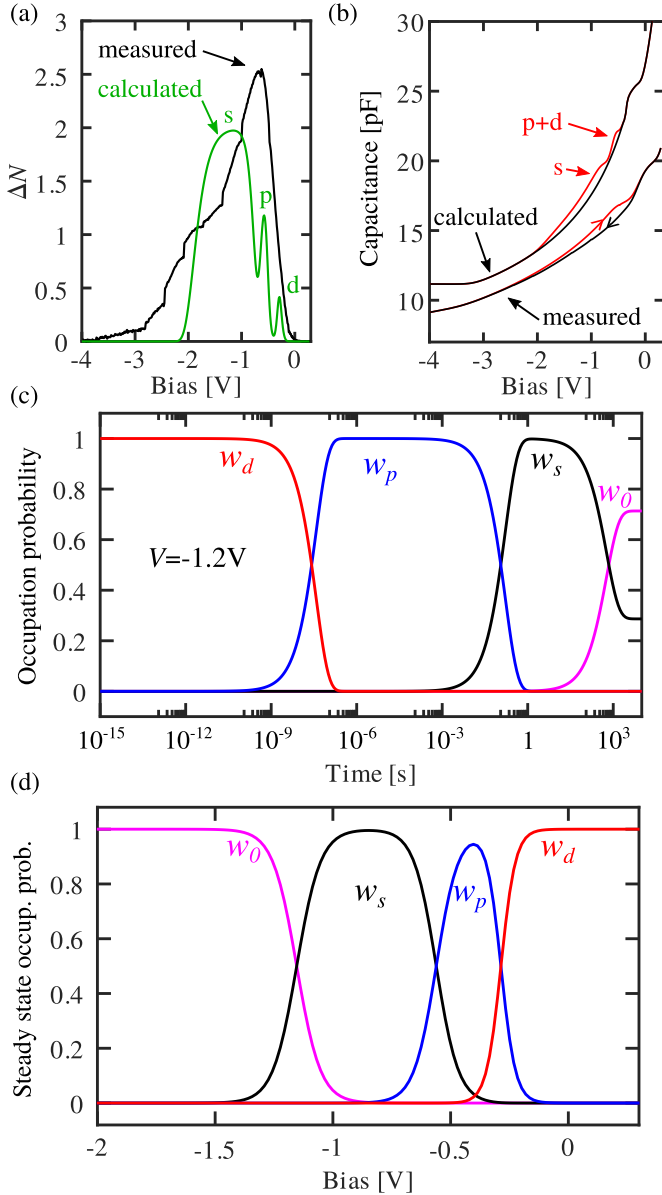 (a)
measured
calculated
s
p
d
ΔN
3
2.5
2
1.5
1
0.5
0
-4 -3 -2 -1 0
Bias [V]
(b)
p+d
s
calculated
measured
Capacitance [pF]
30
25
20
15
10
-4 -3 -2 -1 0
Bias [V]
(c)
w_d w_p w_s w_0
V=-1.2V
Occupation probability
1
0.8
0.6
0.4
0.2
0
10^-15 10^-12 10^-9 10^-6 10^-3 1 10^3
Time [s]
(d)
w_0 w_s w_p w_d
Steady state occup. prob.
1
0.8
0.6
0.4
0.2
0
-2 -1.5 -1 -0.5 0
Bias [V]